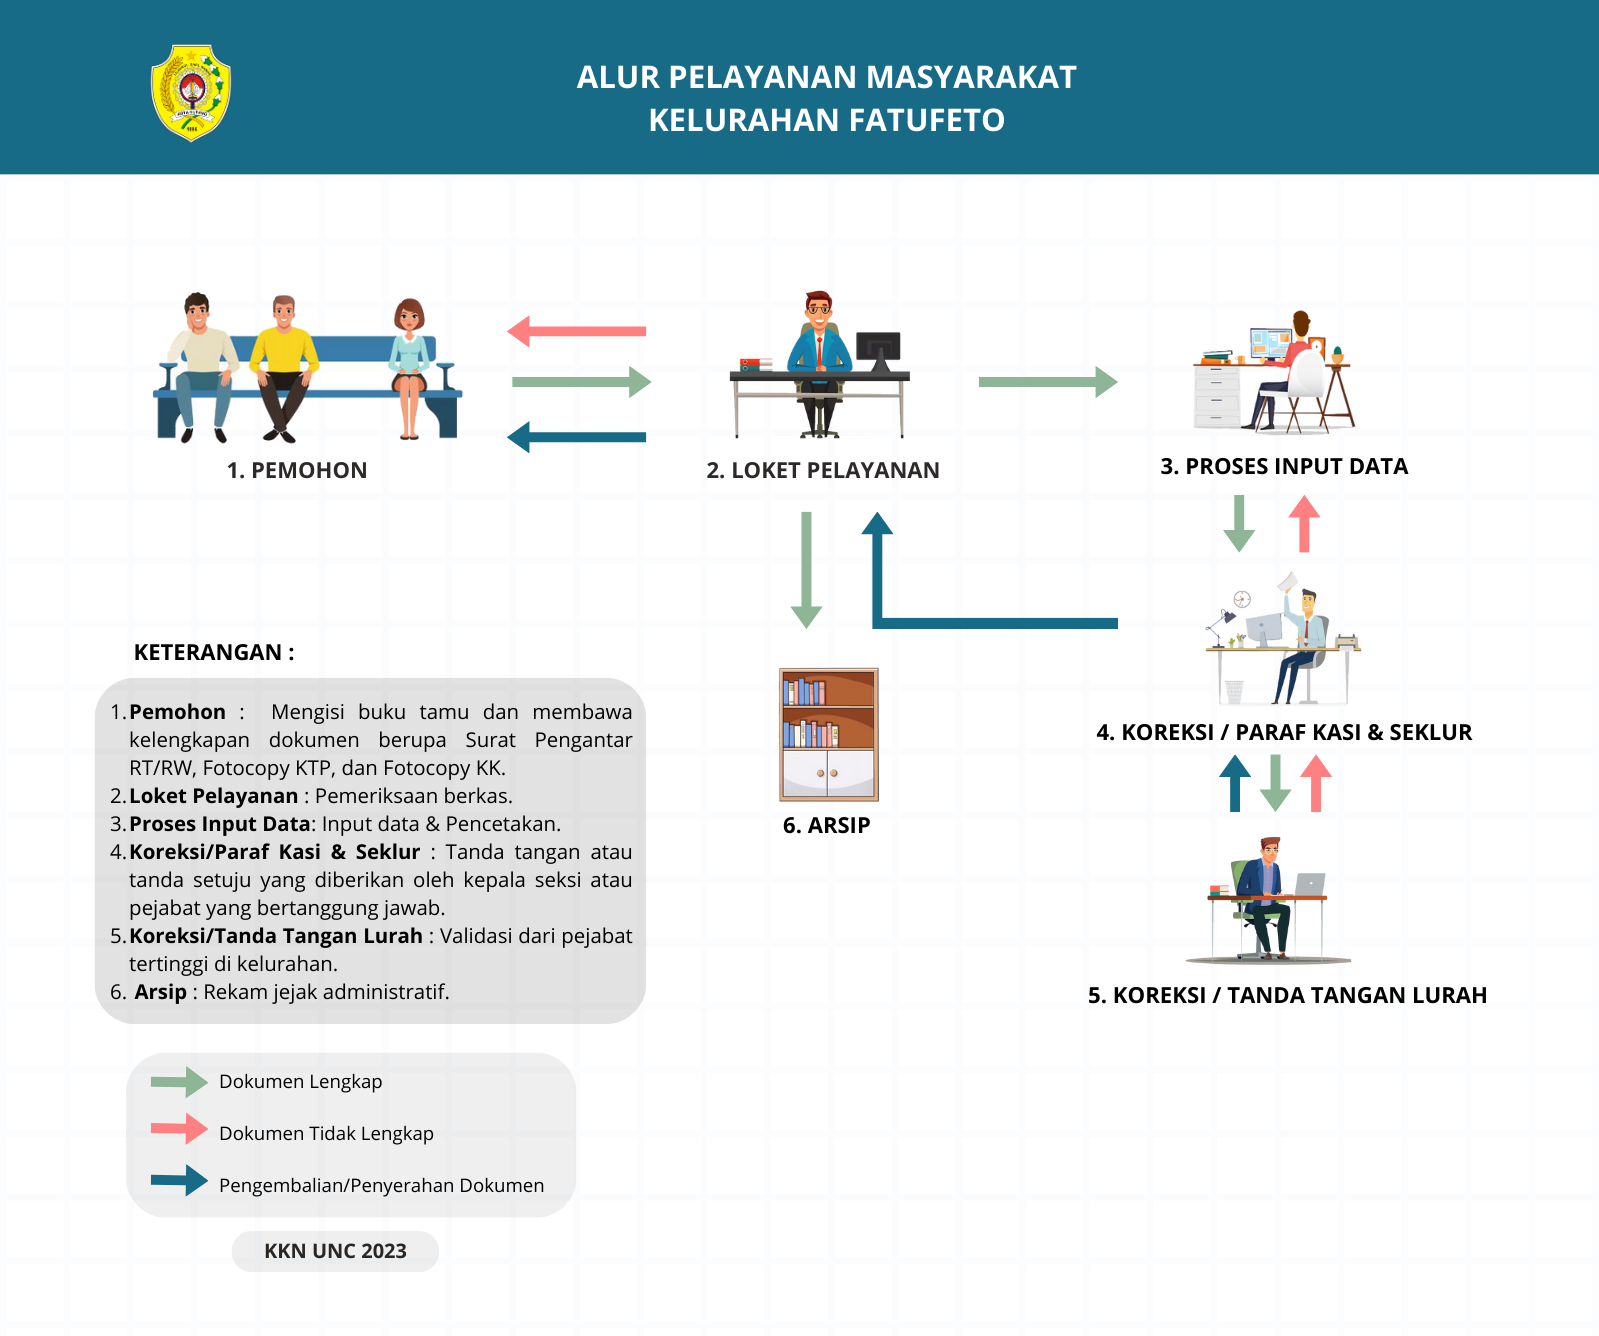 ALUR PELAYANAN MASYARAKAT
KELURAHAN FATUFETO
1. PEMOHON
2. LOKET PELAYANAN
3. PROSES INPUT DATA
4. KOREKSI / PARAF KASI & SEKLUR
5. KOREKSI / TANDA TANGAN LURAH
6. ARSIP
KETERANGAN :
1. Pemohon : Mengisi buku tamu dan membawa
kelengkapan dokumen berupa Surat Pengantar
RT/RW, Fotocopy KTP, dan Fotocopy KK.
2. Loket Pelayanan : Pemeriksaan berkas.
3. Proses Input Data: Input data & Pencetakan.
4. Koreksi/Paraf Kasi & Seklur : Tanda tangan atau
tanda setuju yang diberikan oleh kepala seksi atau
pejabat yang bertanggung jawab.
5. Koreksi/Tanda Tangan Lurah : Validasi dari pejabat
tertinggi di kelurahan.
6. Arsip : Rekam jejak administratif.
Dokumen Lengkap
Dokumen Tidak Lengkap
Pengembalian/Penyerahan Dokumen
KKN UNC 2023